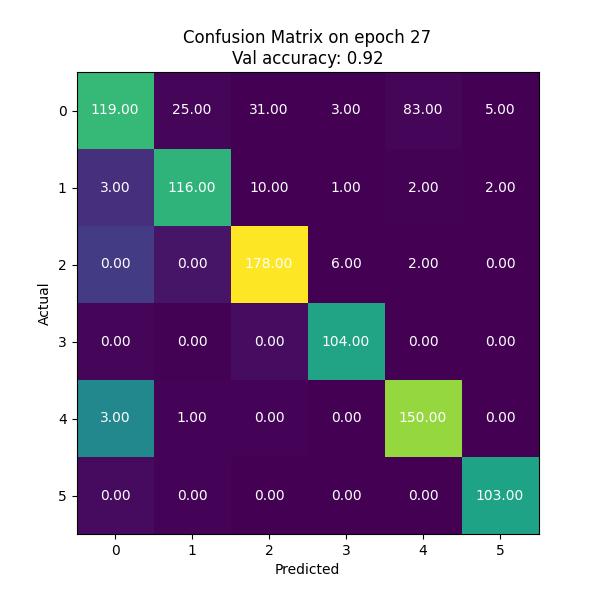 Confusion Matrix on epoch 27
Val accuracy: 0.92
0 119.00 25.00 31.00 3.00 83.00 5.00
1 3.00 116.00 10.00 1.00 2.00 2.00
2 0.00 0.00 178.00 6.00 2.00 0.00
Actual
3 0.00 0.00 0.00 104.00 0.00 0.00
4 3.00 1.00 0.00 0.00 150.00 0.00
5 0.00 0.00 0.00 0.00 0.00 103.00
0 1 2 3 4 5
Predicted